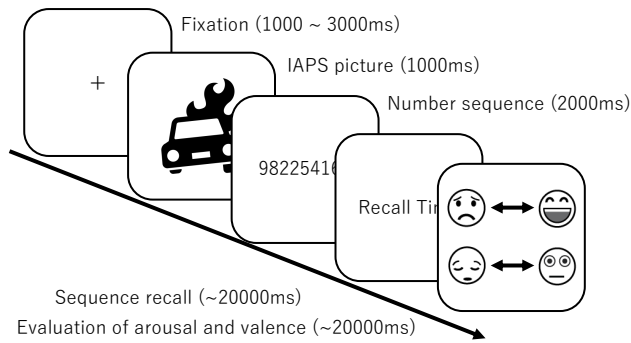 Fixation (1000 ~ 3000ms)
+
IAPS picture (1000ms)
Number sequence (2000ms)
9822541
Recall
Sequence recall (~20000ms)
Evaluation of arousal and valence (~20000ms)